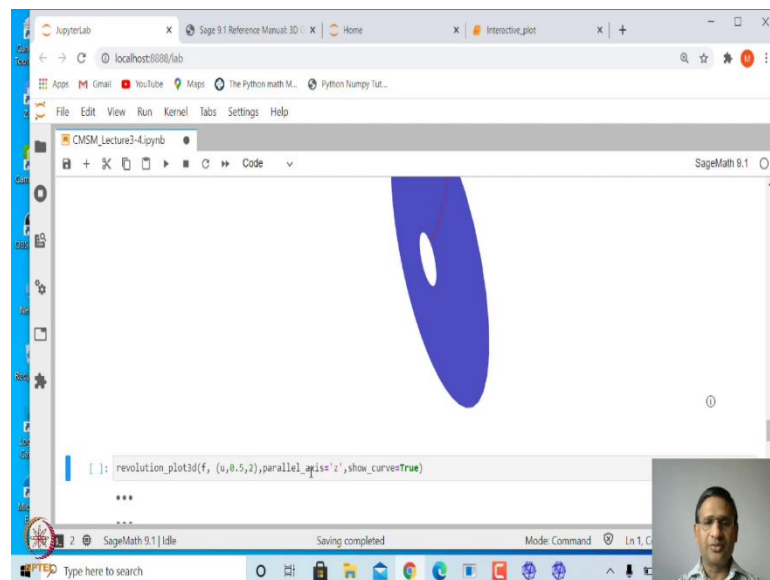 JupyterLab
Sage 9.1 Reference Manual: 3D G
Home
Interactive_plot
localhost:8888/lab
M
Apps
Gmail
YouTube
Maps
The Python math M...
Python Numpy Tut...
File Edit View Run Kernel Tabs Settings Help
CMSM_Lecture3-4.ipynb
Code
SageMath 9.1
[ ]: revolution_plot3d(f, (u,0.5,2),parallel_axis='z',show_curve=True)
2
SageMath 9.1 | Idle
Saving completed
Mode: Command
Ln 1,
NPTEL
Type here to search